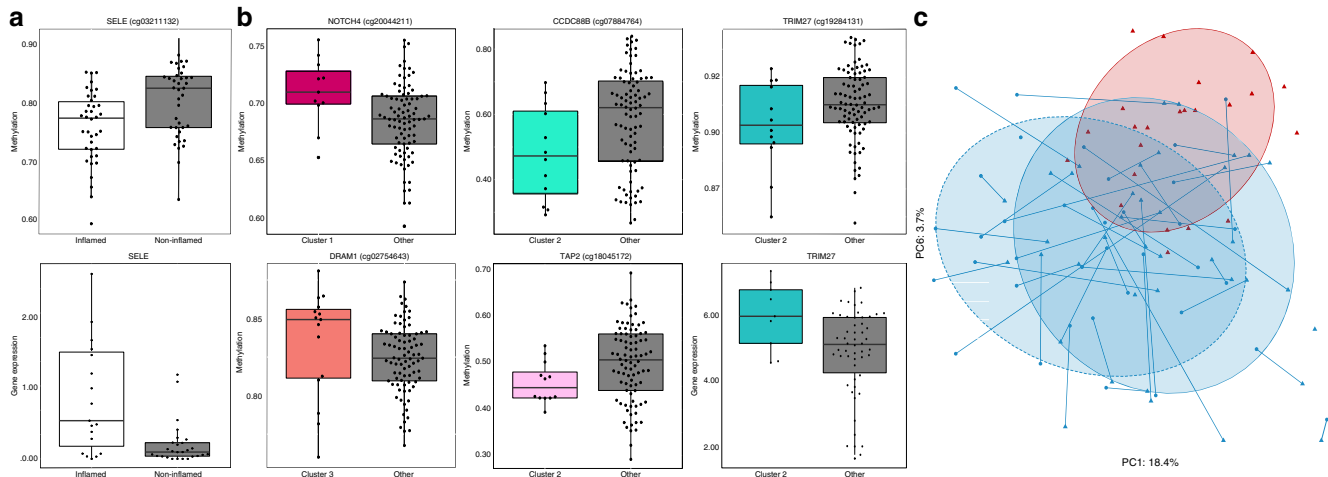 a
b
c
SELE (cg03211132)
Methylation
0.90
0.80
0.70
0.60
Inflamed
Non-inflamed
NOTCH4 (cg20044211)
Methylation
0.75
0.70
0.65
0.60
Cluster 1
Other
CCDC88B (cg07884764)
Methylation
0.80
0.60
0.40
Cluster 2
Other
TRIM27 (cg19284131)
Methylation
0.92
0.90
0.87
Cluster 2
Other
SELE
Gene expression
2.00
1.00
.00
Inflamed
Non-inflamed
DRAM1 (cg02754643)
Methylation
0.85
0.80
Cluster 3
Other
TAP2 (cg18045172)
Methylation
0.70
0.60
0.50
0.40
0.30
Cluster 2
Other
TRIM27
Gene expression
6.00
4.00
2.00
Cluster 2
Other
PC6: 3.7%
PC1: 18.4%